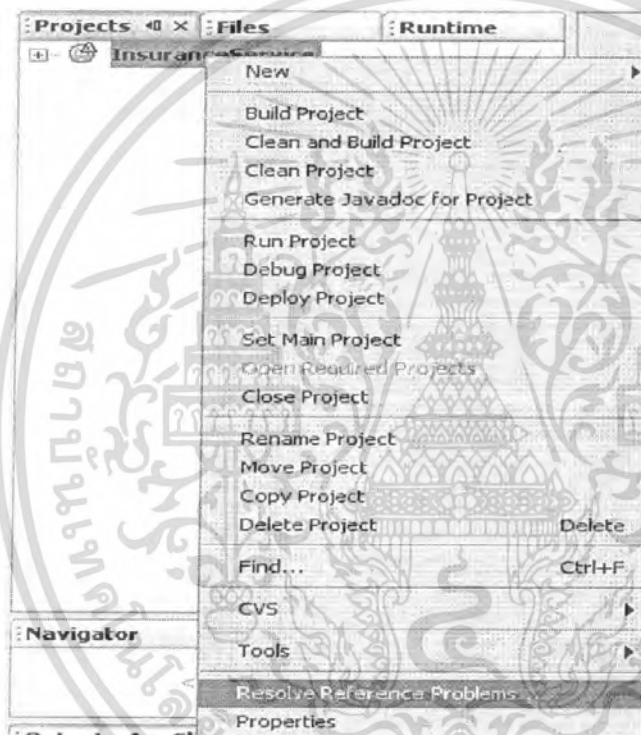 Projects
Files
Runtime
InsuranceService
New
Build Project
Clean and Build Project
Clean Project
Generate Javadoc for Project
Run Project
Debug Project
Deploy Project
Set Main Project
Open Required Projects
Close Project
Rename Project
Move Project
Copy Project
Delete Project Delete
Find... Ctrl+F
CVS
Navigator
Tools
Resolve Reference Problems...
Properties